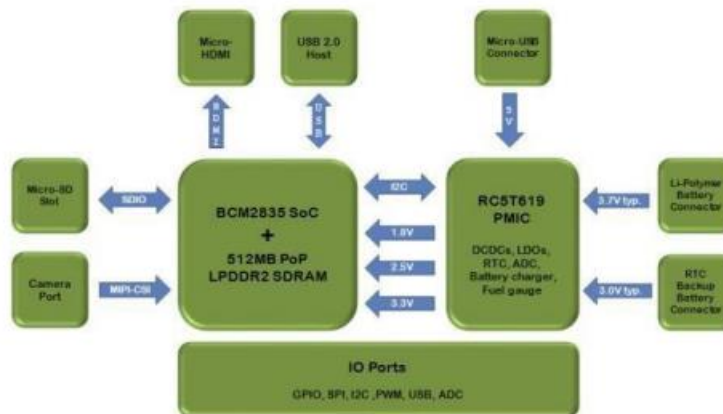 Micro-
HDMI
USB 2.0
Host
Micro-USB
Connector
HDMI
USB
5V
Micro-SD
Slot
SDIO
BCM2835 SoC
+
512MB PoP
LPDDR2 SDRAM
I2C
1.8V
2.5V
3.3V
RC5T619
PMIC
DCDCs, LDOs,
RTC, ADC,
Battery charger,
Fuel gauge
3.7V typ.
Li-Polymer
Battery
Connector
Camera
Port
MIPI-CSI
3.0V typ.
RTC
Backup
Battery
Connector
IO Ports
GPIO, SPI, I2C ,PWM, USB, ADC